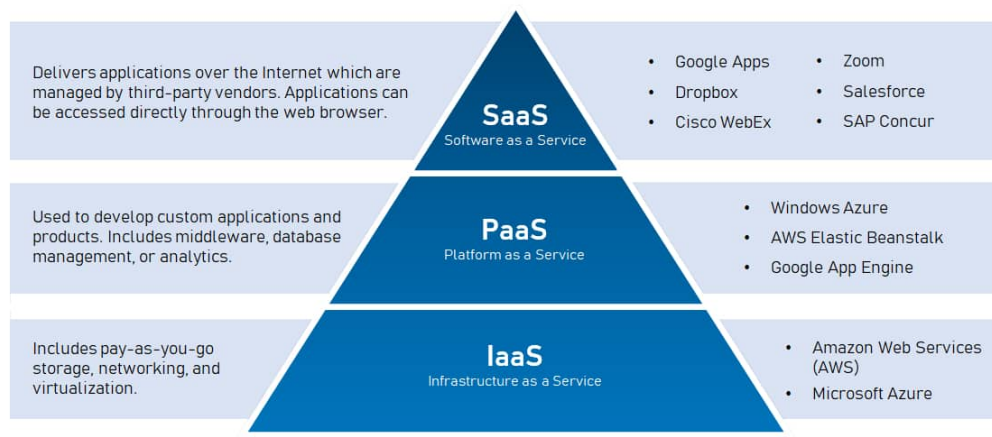 Delivers applications over the Internet which are
managed by third-party vendors. Applications can
be accessed directly through the web browser.
SaaS
Software as a Service
• Google Apps
• Dropbox
• Cisco WebEx
• Zoom
• Salesforce
• SAP Concur
Used to develop custom applications and
products. Includes middleware, database
management, or analytics.
PaaS
Platform as a Service
• Windows Azure
• AWS Elastic Beanstalk
• Google App Engine
Includes pay-as-you-go
storage, networking, and
virtualization.
IaaS
Infrastructure as a Service
• Amazon Web Services
(AWS)
• Microsoft Azure